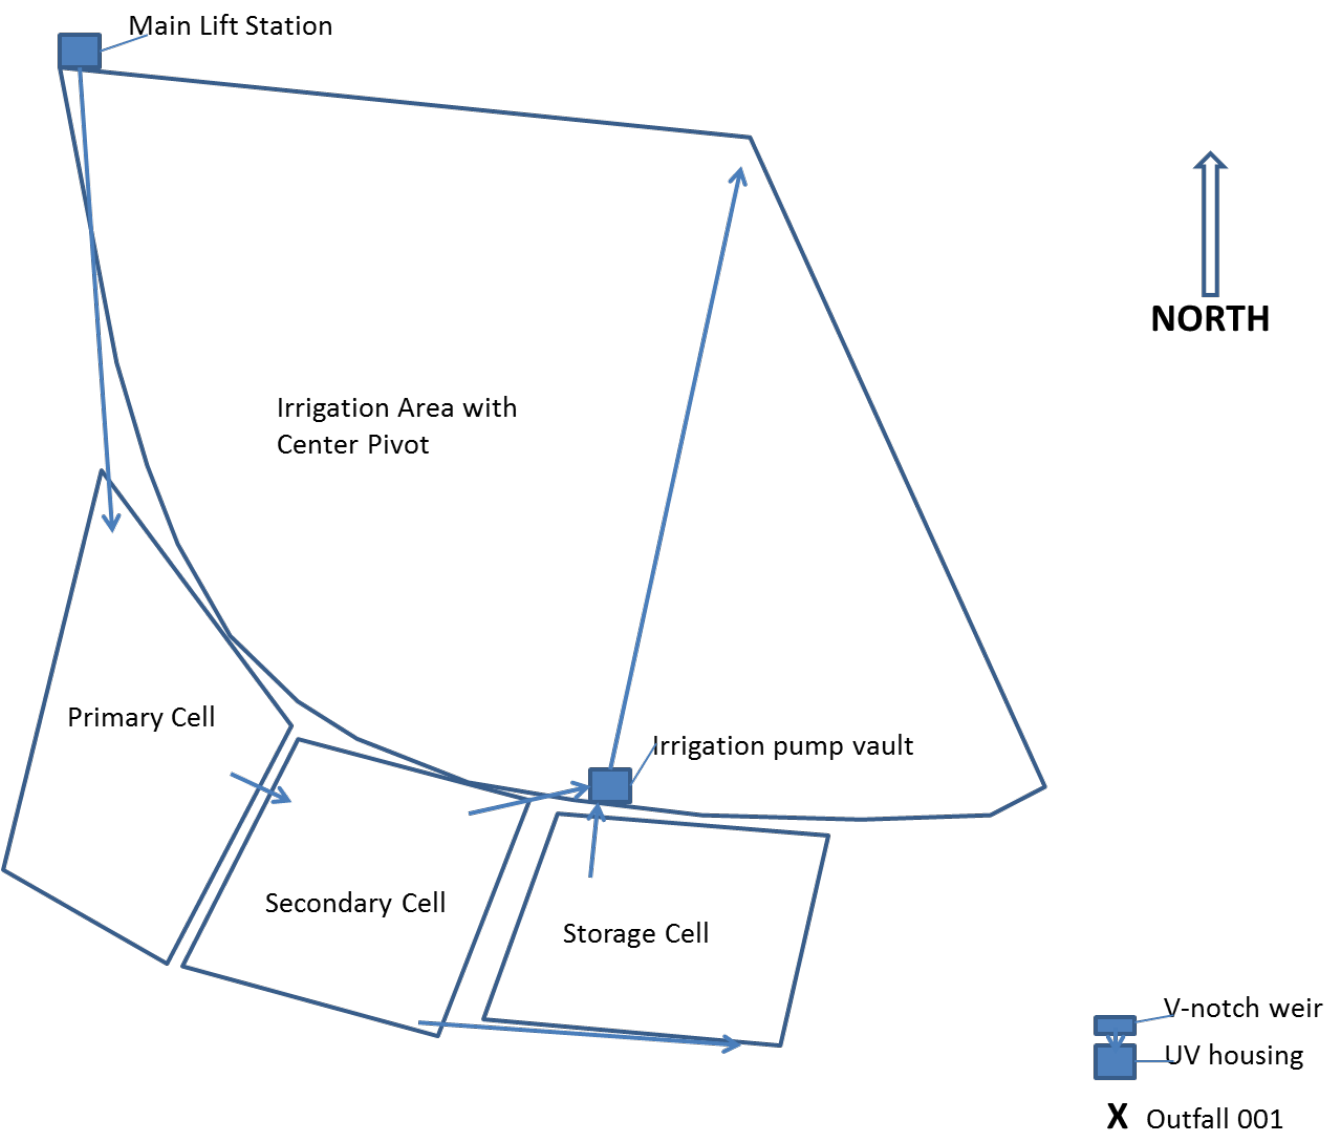 Main Lift Station
NORTH
Irrigation Area with
Center Pivot
Primary Cell
Irrigation pump vault
Secondary Cell
Storage Cell
V-notch weir
UV housing
X Outfall 001